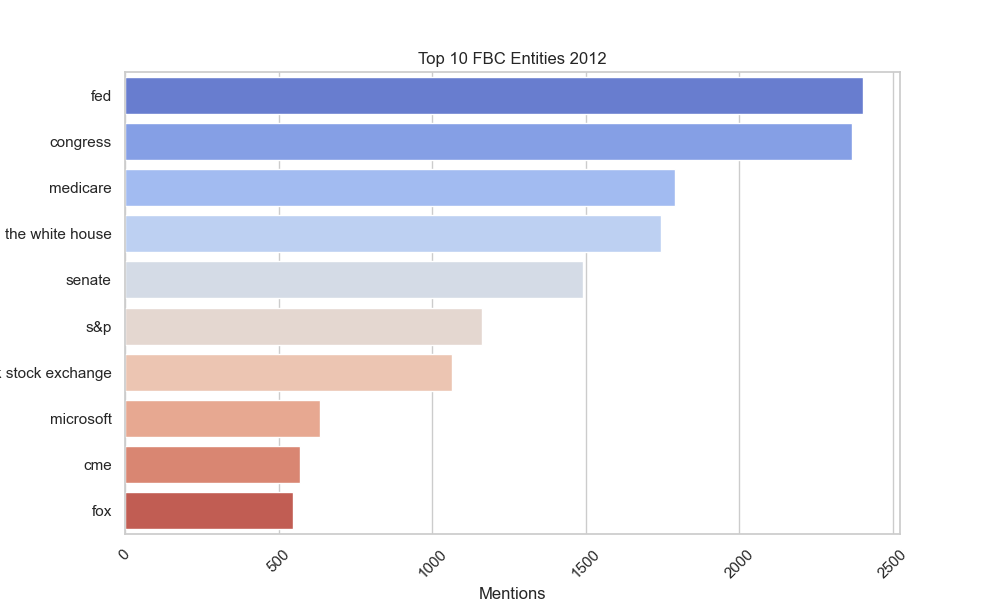 Top 10 FBC Entities 2012
fed
congress
medicare
the white house
senate
s&p
stock exchange
microsoft
cme
fox
0
500
1000
1500
2000
2500
Mentions